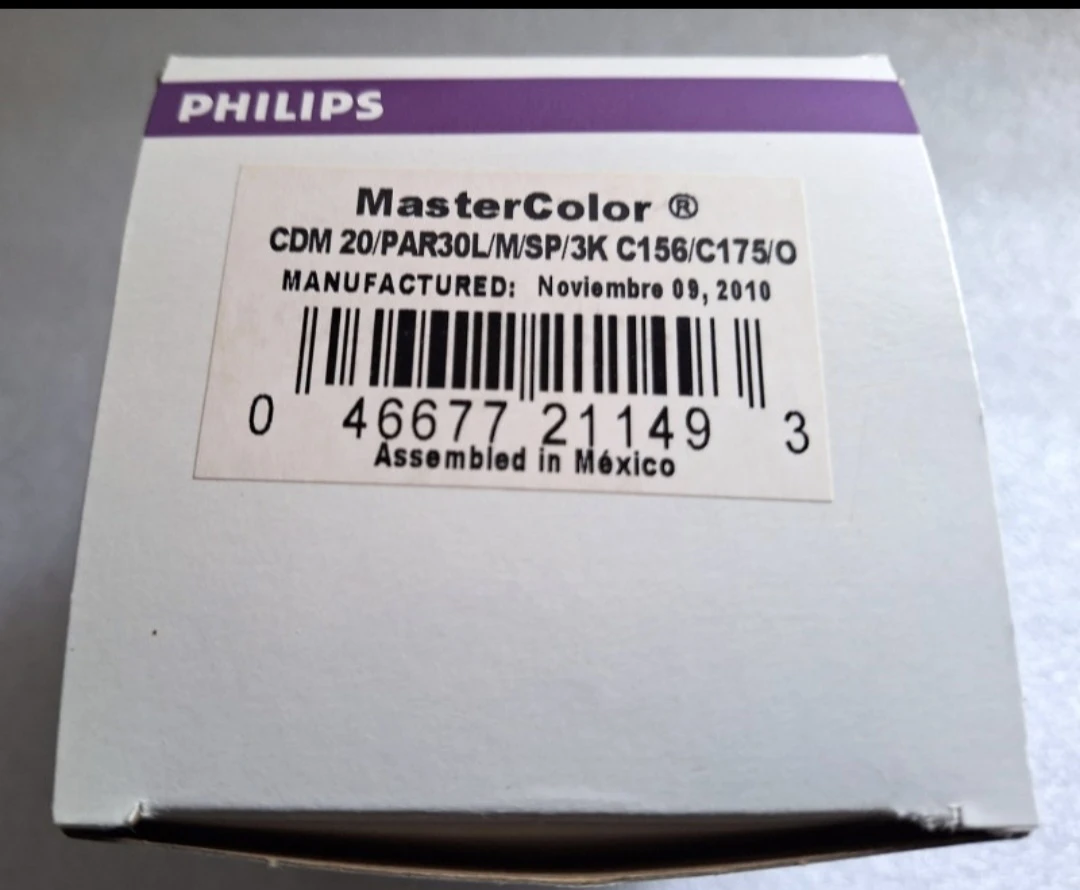 PHILIPS
MasterColor ®
CDM 20/PAR30L/M/SP/3K C156/C175/O
MANUFACTURED: Noviembre 09, 2010
0 46677 21149 3
Assembled in México